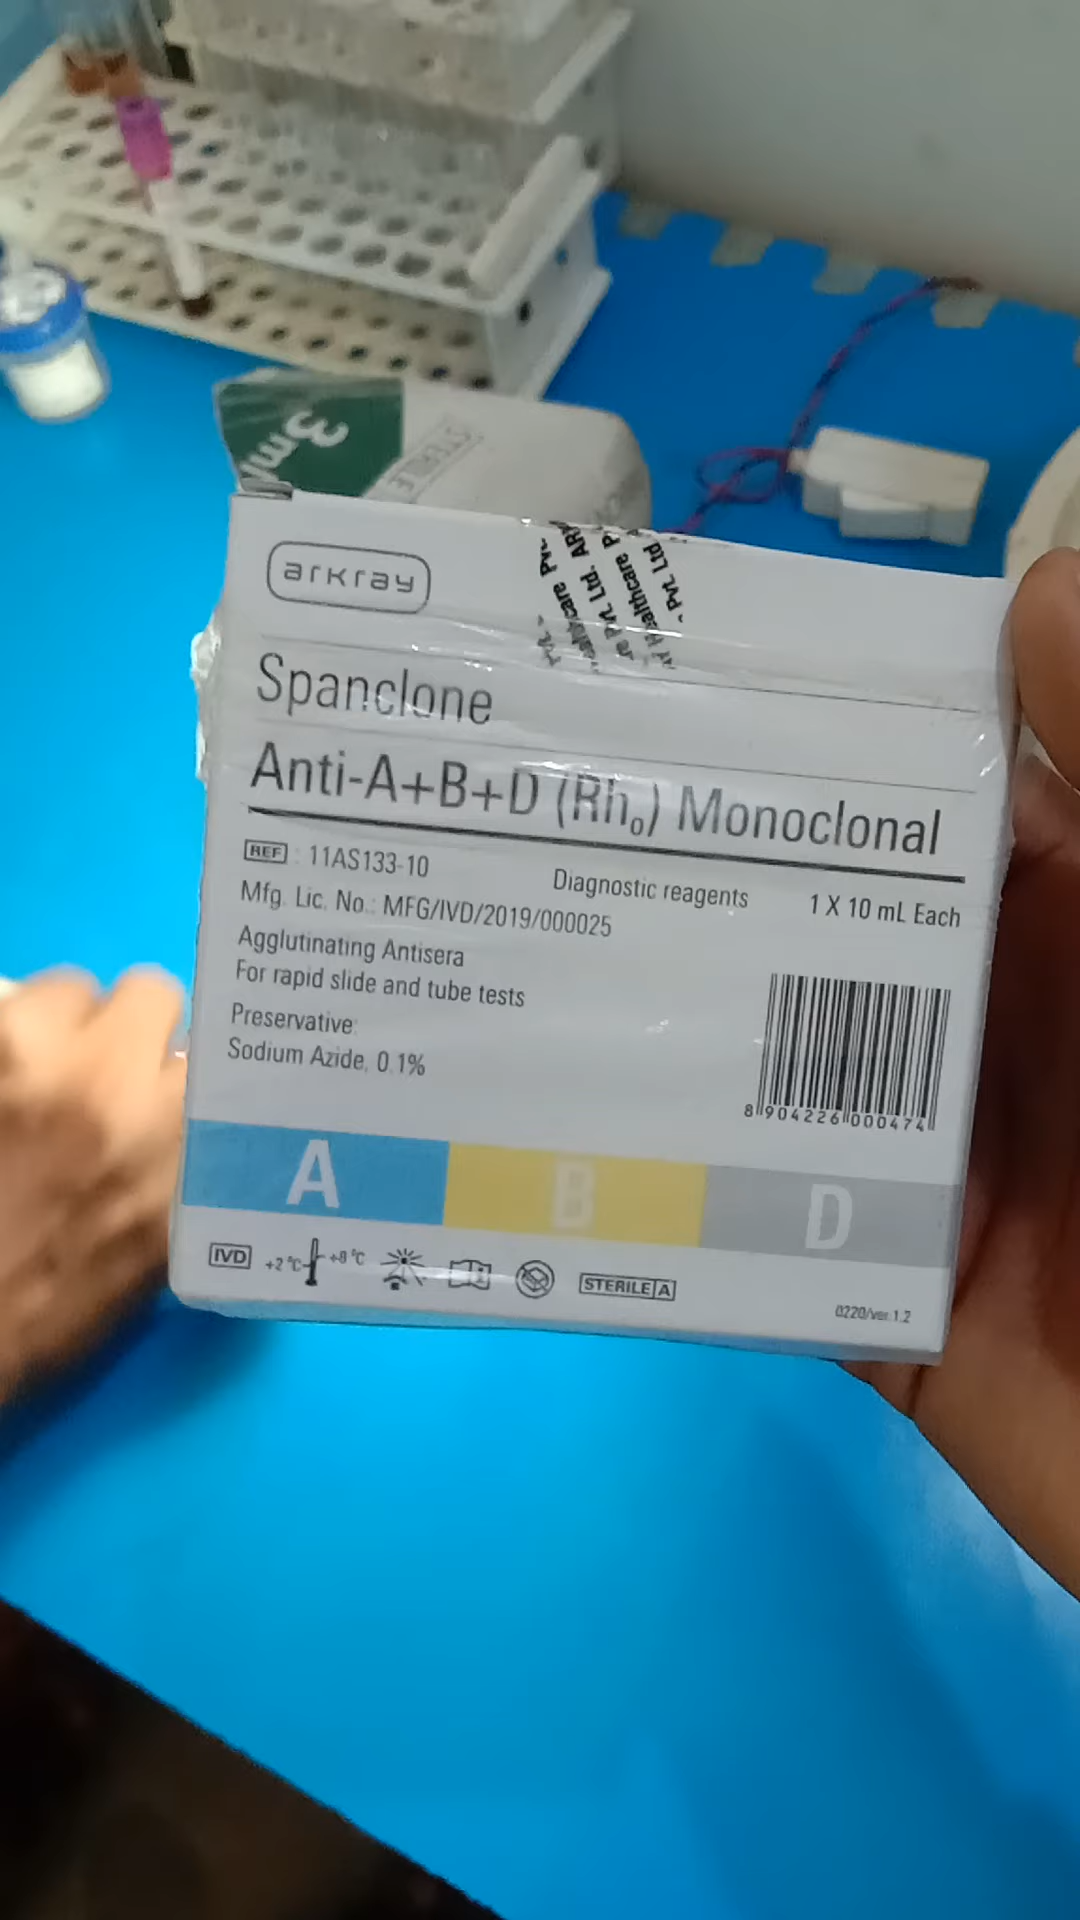 3ml
STERILE
arkray
Spanclone
Anti-A+B+D (Rh₀) Monoclonal
REF : 11AS133-10
Diagnostic reagents
1 X 10 mL Each
Mfg. Lic. No.: MFG/IVD/2019/000025
Agglutinating Antisera
For rapid slide and tube tests
Preservative:
Sodium Azide, 0.1%
8 904226 000474
A B D
IVD +2 °C +8 °C STERILE A
0220/ver.1.2